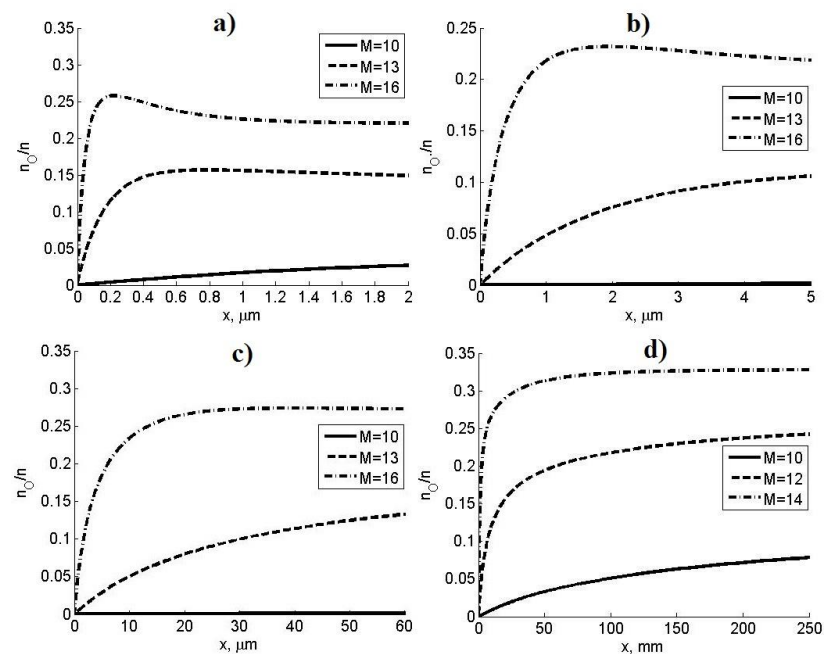 a)
0.35
0.3
0.25
0.2
0.15
0.1
0.05
0
n_O/n
M=10
M=13
M=16
0 0.2 0.4 0.6 0.8 1 1.2 1.4 1.6 1.8 2
x, μm
b)
0.25
0.2
0.15
0.1
0.05
0
n_O./n
M=10
M=13
M=16
0 1 2 3 4 5
x, μm
c)
0.35
0.3
0.25
0.2
0.15
0.1
0.05
0
n_O/n
M=10
M=13
M=16
0 10 20 30 40 50 60
x, μm
d)
0.35
0.3
0.25
0.2
0.15
0.1
0.05
0
n_O/n
M=10
M=12
M=14
0 50 100 150 200 250
x, mm